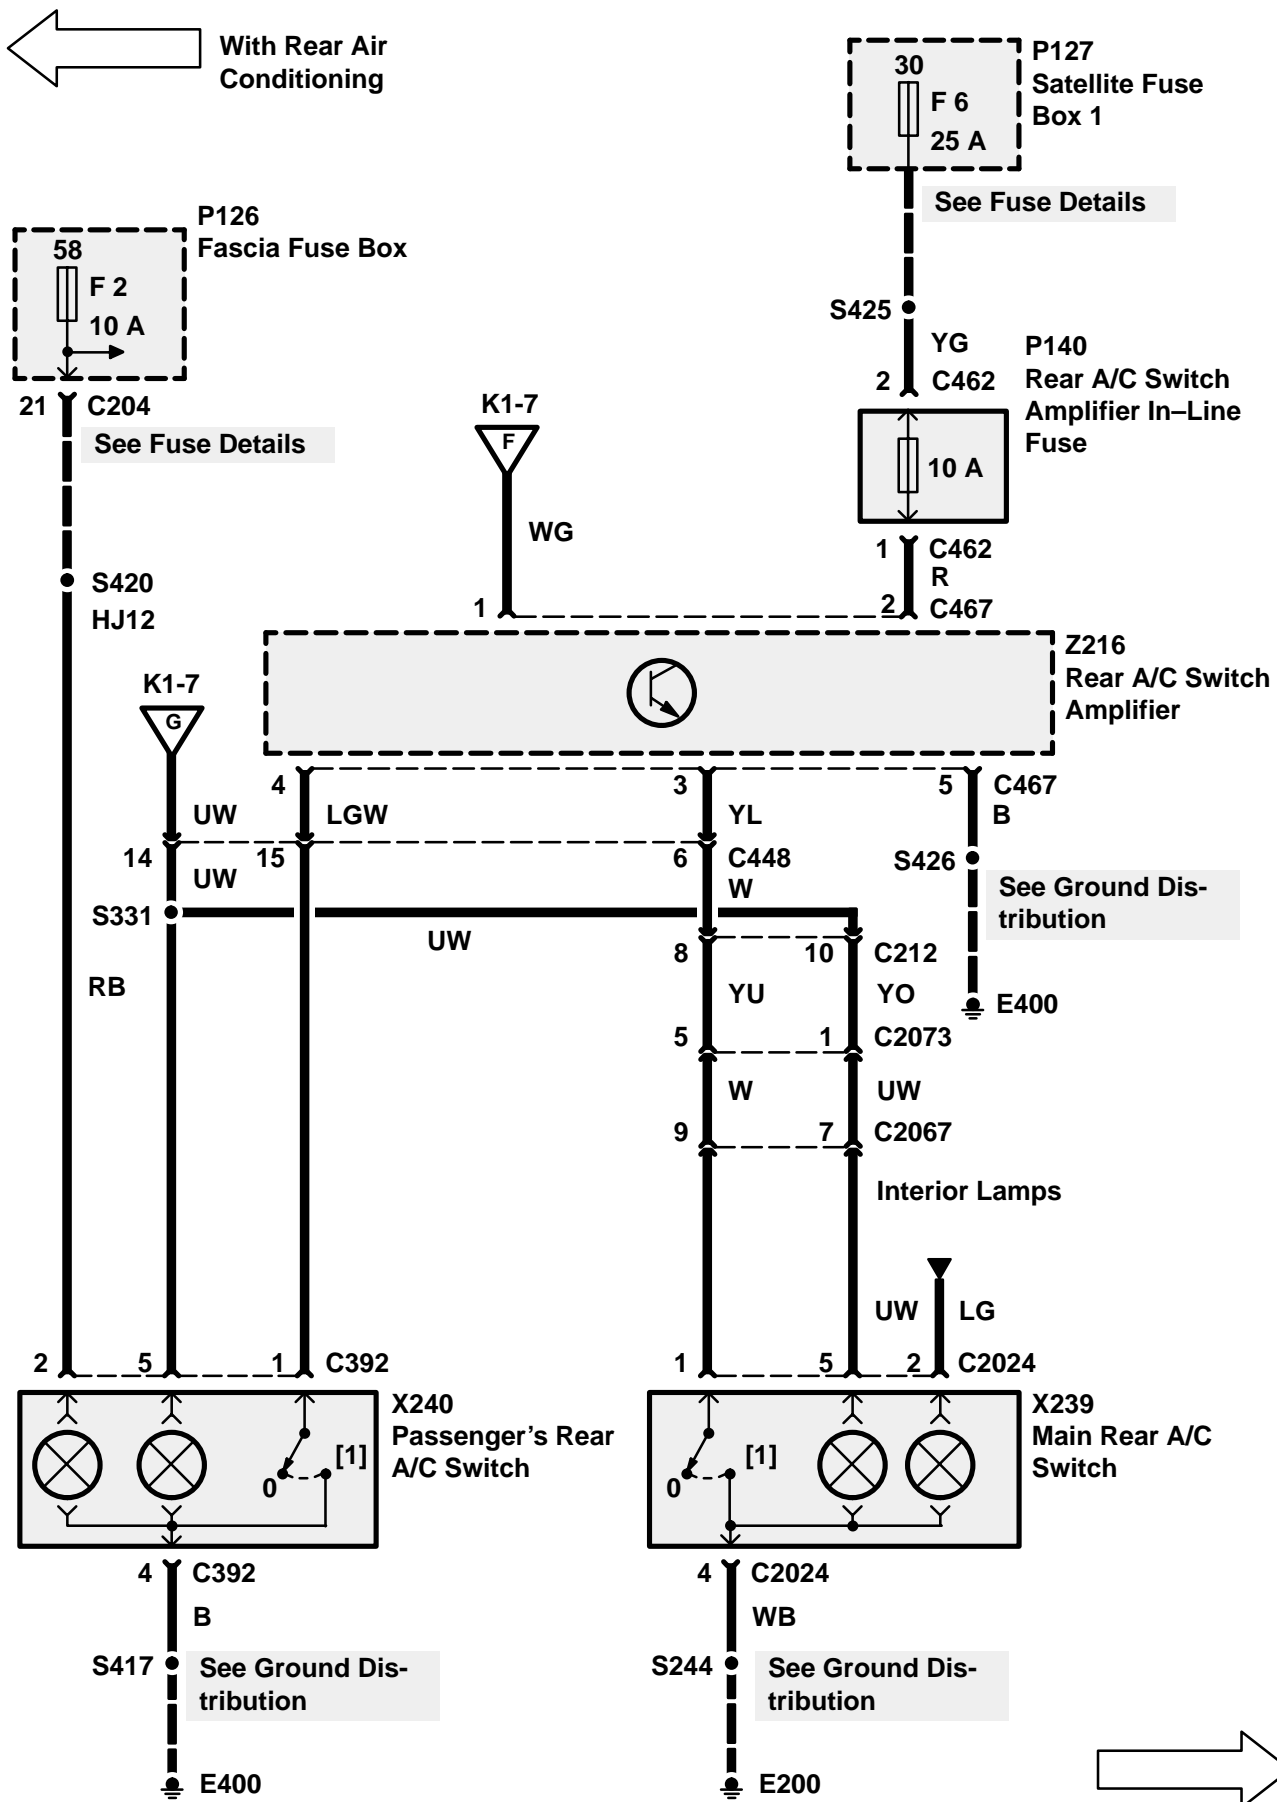 With Rear Air
Conditioning
P127
Satellite Fuse
Box 1
30
F 6
25 A
See Fuse Details
P126
Fascia Fuse Box
58
F 2
10 A
21 C204
See Fuse Details
S425
YG
2 C462
P140
Rear A/C Switch
Amplifier In–Line
Fuse
10 A
K1-7
F
WG
1 C462
R
S420
HJ12
1
2 C467
Z216
Rear A/C Switch
Amplifier
K1-7
G
4
3
5 C467
UW
LGW
YL
B
14
15
6 C448
S426
UW
W
See Ground Dis-
tribution
S331
UW
8
10 C212
RB
YU
YO
E400
5
1 C2073
W
UW
9
7 C2067
Interior Lamps
UW
LG
2
5
1 C392
1
5
2 C2024
X240
Passenger’s Rear
A/C Switch
0
[1]
X239
Main Rear A/C
Switch
0
[1]
4 C392
B
4 C2024
WB
S417
See Ground Dis-
tribution
S244
See Ground Dis-
tribution
E400
E200